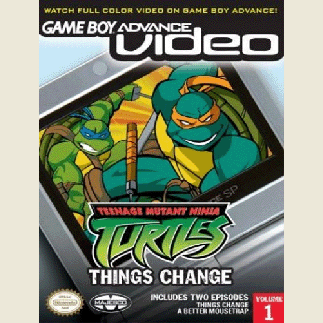 WATCH FULL COLOR VIDEO ON GAME BOY ADVANCE!
GAME BOY ADVANCE
video
TEENAGE MUTANT NINJA
TURTLES
THINGS CHANGE
INCLUDES TWO EPISODES
THINGS CHANGE
A BETTER MOUSETRAP
VOLUME
1